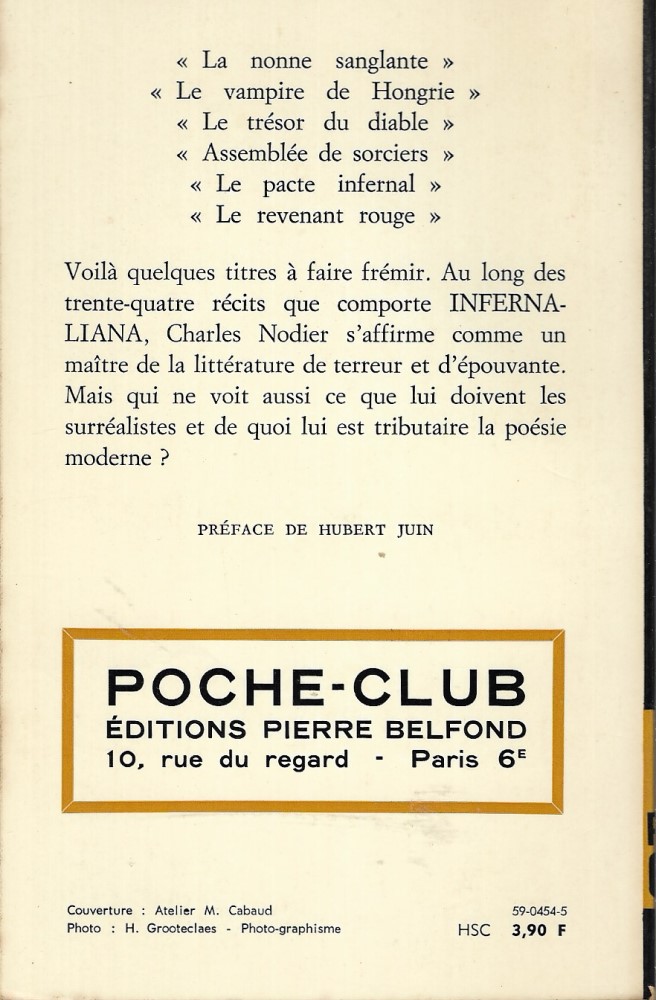 « La nonne sanglante »
« Le vampire de Hongrie »
« Le trésor du diable »
« Assemblée de sorciers »
« Le pacte infernal »
« Le revenant rouge »
Voilà quelques titres à faire frémir. Au long des
trente-quatre récits que comporte INFERNA-
LIANA, Charles Nodier s'affirme comme un
maître de la littérature de terreur et d'épouvante.
Mais qui ne voit aussi ce que lui doivent les
surréalistes et de quoi lui est tributaire la poésie
moderne ?
PRÉFACE DE HUBERT JUIN
POCHE-CLUB
ÉDITIONS PIERRE BELFOND
10, rue du regard - Paris 6E
Couverture : Atelier M. Cabaud
Photo : H. Grooteclaes - Photo-graphisme
59-0454-5
HSC 3,90 F